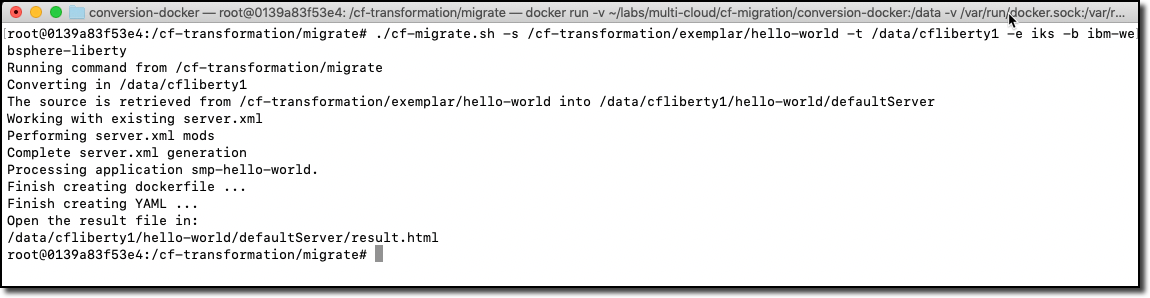 conversion-docker — root@0139a83f53e4: /cf-transformation/migrate — docker run -v ~/labs/multi-cloud/cf-migration/conversion-docker:/data -v /var/run/docker.sock:/var/r...
[root@0139a83f53e4:/cf-transformation/migrate# ./cf-migrate.sh -s /cf-transformation/exemplar/hello-world -t /data/cfliberty1 -e iks -b ibm-we]
bsphere-liberty
Running command from /cf-transformation/migrate
Converting in /data/cfliberty1
The source is retrieved from /cf-transformation/exemplar/hello-world into /data/cfliberty1/hello-world/defaultServer
Working with existing server.xml
Performing server.xml mods
Complete server.xml generation
Processing application smp-hello-world.
Finish creating dockerfile ...
Finish creating YAML ...
Open the result file in:
/data/cfliberty1/hello-world/defaultServer/result.html
root@0139a83f53e4:/cf-transformation/migrate#